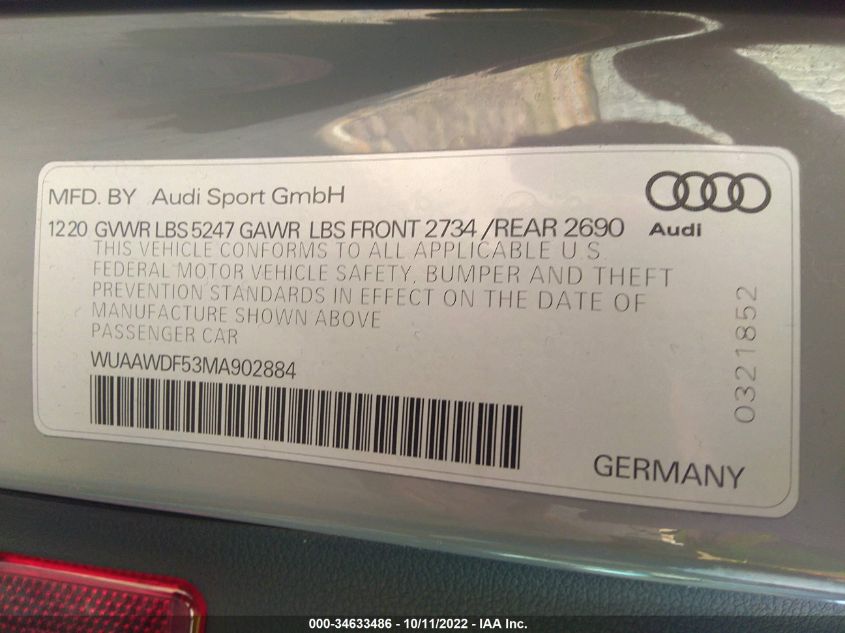 MFD. BY Audi Sport GmbH
Audi
12 20 GVWR LBS 5247 GAWR LBS FRONT 2734 /REAR 2690
THIS VEHICLE CONFORMS TO ALL APPLICABLE U.S.
FEDERAL MOTOR VEHICLE SAFETY, BUMPER AND THEFT
PREVENTION STANDARDS IN EFFECT ON THE DATE OF
MANUFACTURE SHOWN ABOVE
PASSENGER CAR
WUAAWDF53MA902884
0321852
GERMANY
000-34633486 - 10/11/2022 - IAA Inc.